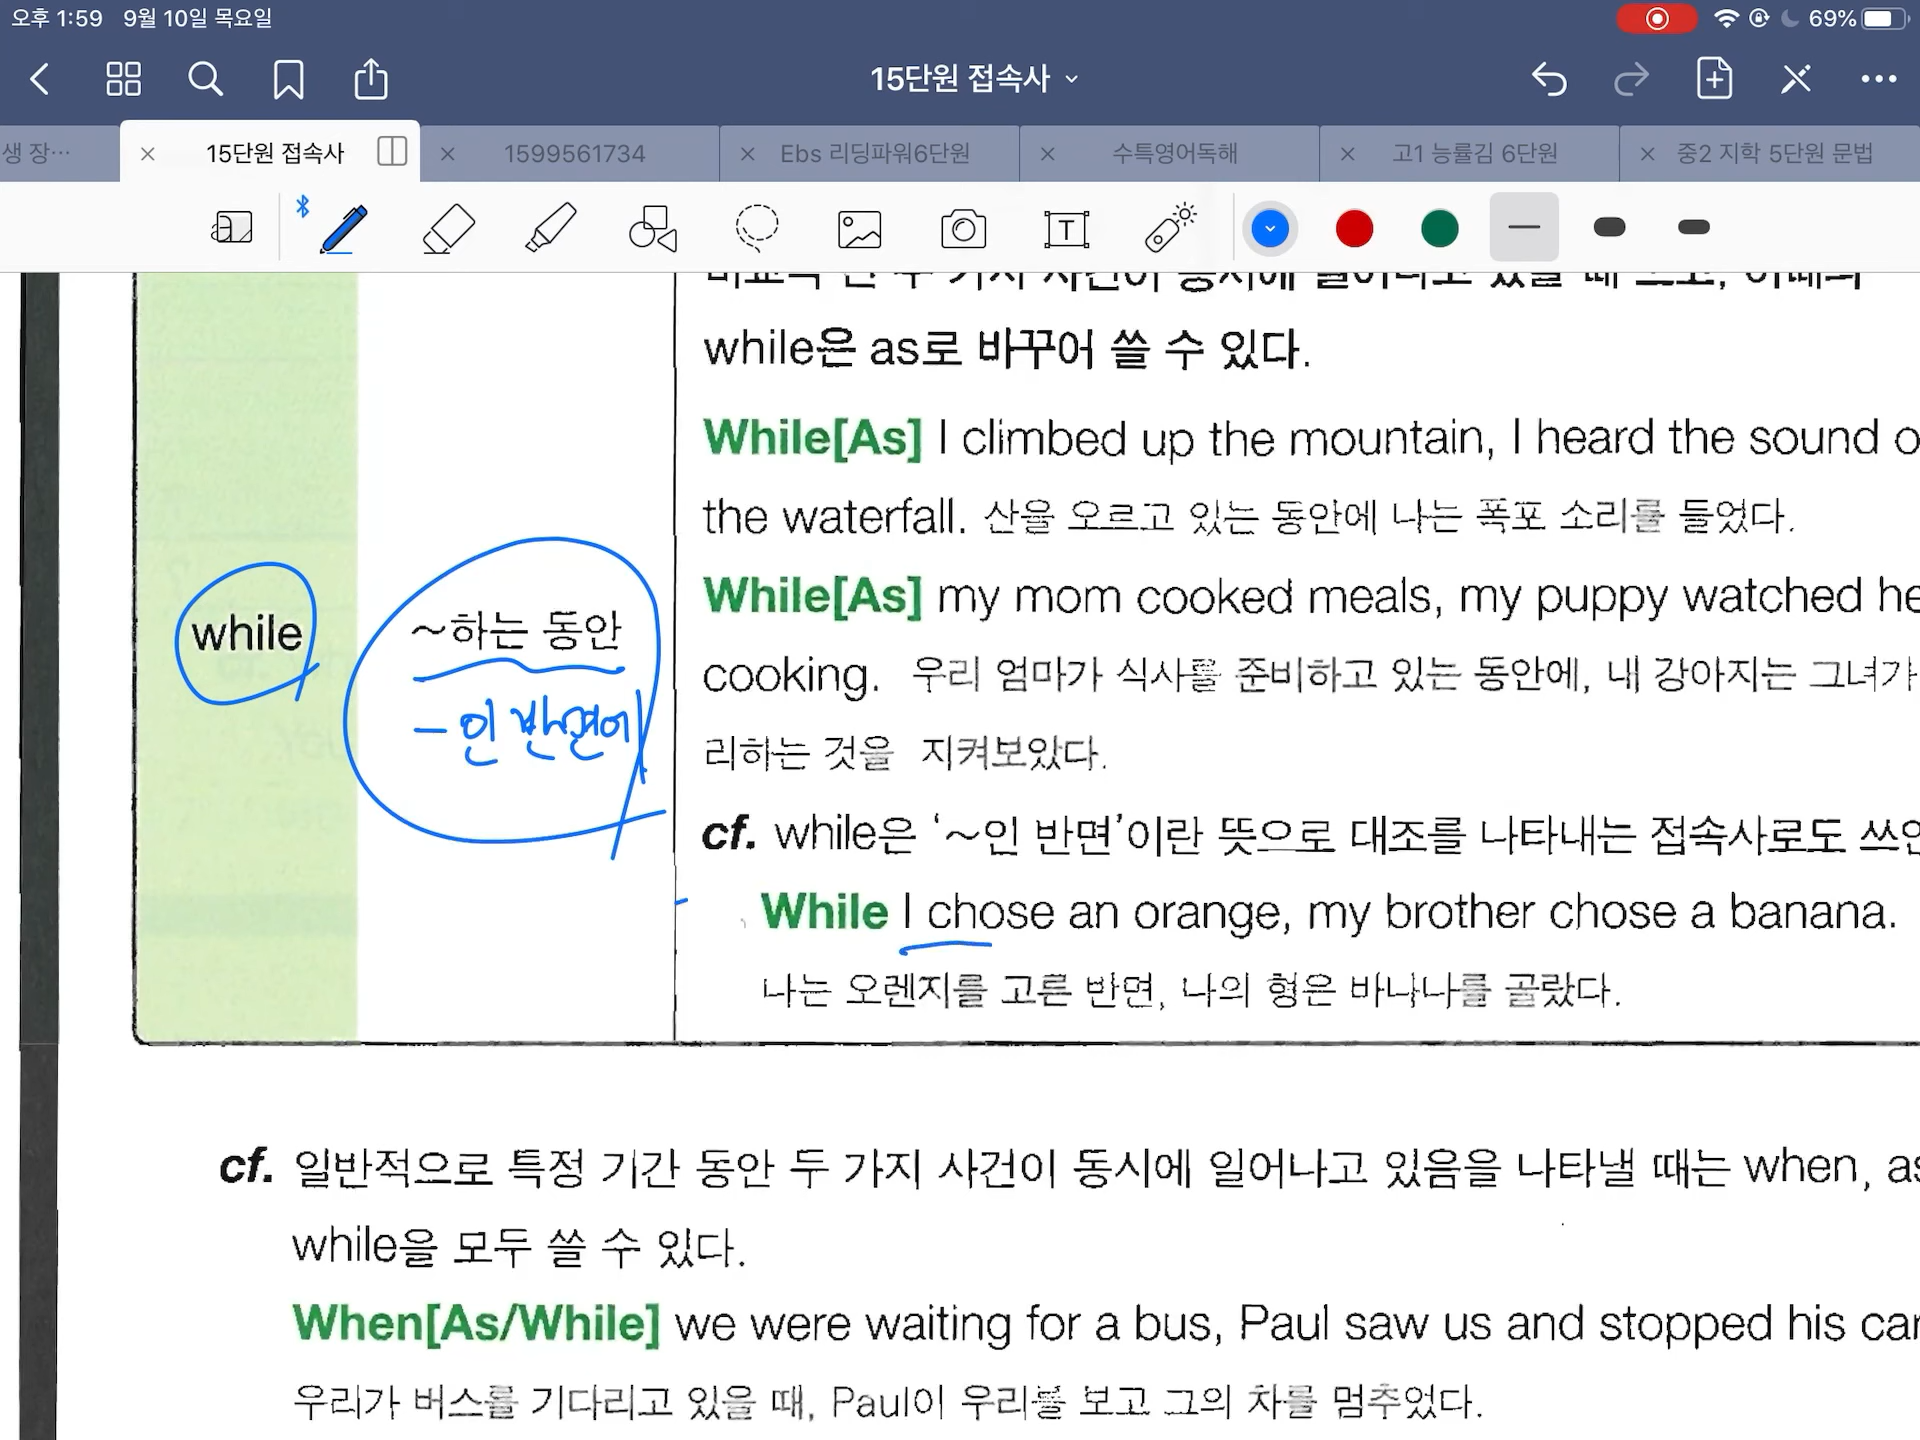 오후 1:59 9월 10일 목요일
69%
15단원 접속사
생 장…
15단원 접속사
1599561734
Ebs 리딩파워6단원
수특영어독해
고1 능률김 6단원
중2 지학 5단원 문법
while은 as로 바꾸어 쓸 수 있다.
While[As] I climbed up the mountain, I heard the sound o
the waterfall. 산을 오르고 있는 동안에 나는 폭포 소리를 들었다.
While[As] my mom cooked meals, my puppy watched he
cooking. 우리 엄마가 식사를 준비하고 있는 동안에, 내 강아지는 그녀가
리하는 것을 지켜보았다.
while
~하는 동안
– 인 반면에
cf. while은 '~인 반면'이란 뜻으로 대조를 나타내는 접속사로도 쓰인
While I chose an orange, my brother chose a banana.
나는 오렌지를 고른 반면, 나의 형은 바나나를 골랐다.
cf. 일반적으로 특정 기간 동안 두 가지 사건이 동시에 일어나고 있음을 나타낼 때는 when, as
while을 모두 쓸 수 있다.
When[As/While] we were waiting for a bus, Paul saw us and stopped his car
우리가 버스를 기다리고 있을 때, Paul이 우리를 보고 그의 차를 멈추었다.